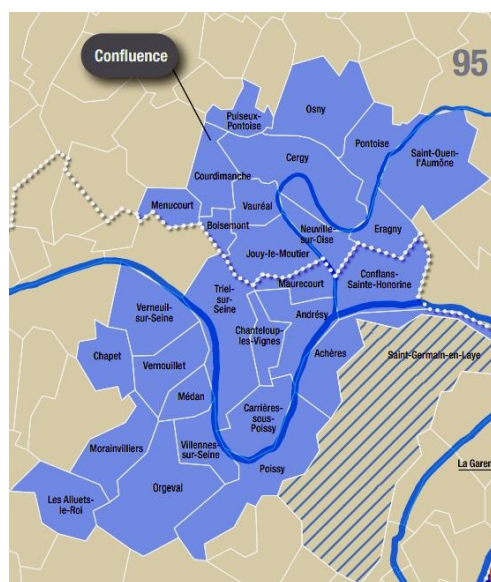 Confluence
95
Osny
Puiseux-
Pontoise
Pontoise
Saint-Ouen-
l'Aumône
Cergy
Courdimanche
Menucourt
Vauréal
Boisemont
Neuville-
sur-Oise
Eragny
Jouy-le-Moutier
Conflans-
Sainte-Honorine
Maurecourt
Triel-
sur-
Seine
Verneuil-
sur-Seine
Andrésy
Chanteloup-
les-Vignes
Achères
Saint-Germain-en-Laye
Chapet
Vernouillet
Médan
Carrières-
sous-
Poissy
Morainvilliers
Villennes-
sur-Seine
Poissy
La Garen
Orgeval
Les Alluets-
le-Roi